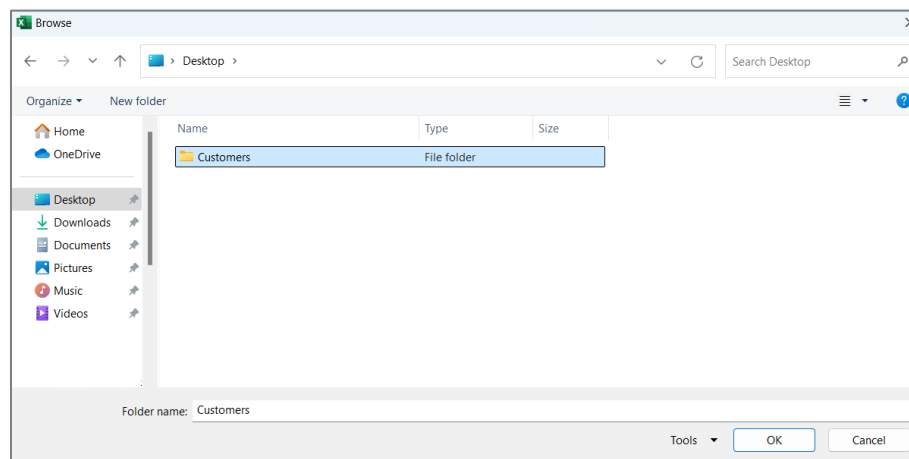 Browse
Desktop
Search Desktop
Organize
New folder
Home
OneDrive
Desktop
Downloads
Documents
Pictures
Music
Videos
Name Type Size
Customers File folder
Folder name: Customers
Tools OK Cancel